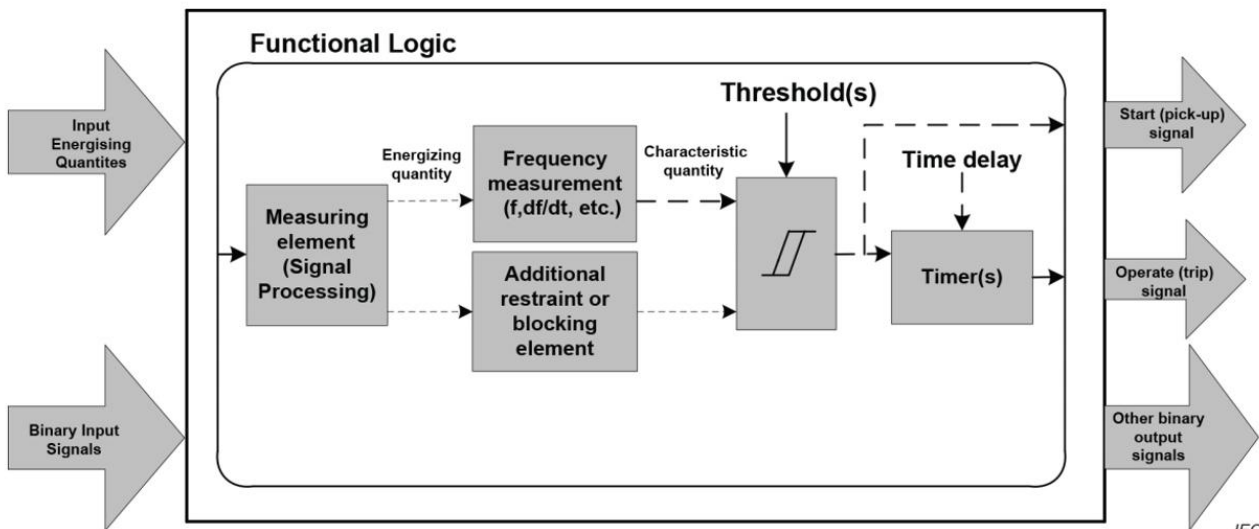 Functional Logic
Input
Energising
Quantites
Binary Input
Signals
Measuring
element
(Signal
Processing)
Energizing
quantity
Frequency
measurement
(f,df/dt, etc.)
Additional
restraint or
blocking
element
Characteristic
quantity
Threshold(s)
Time delay
Timer(s)
Start (pick-up)
signal
Operate (trip)
signal
Other binary
output
signals